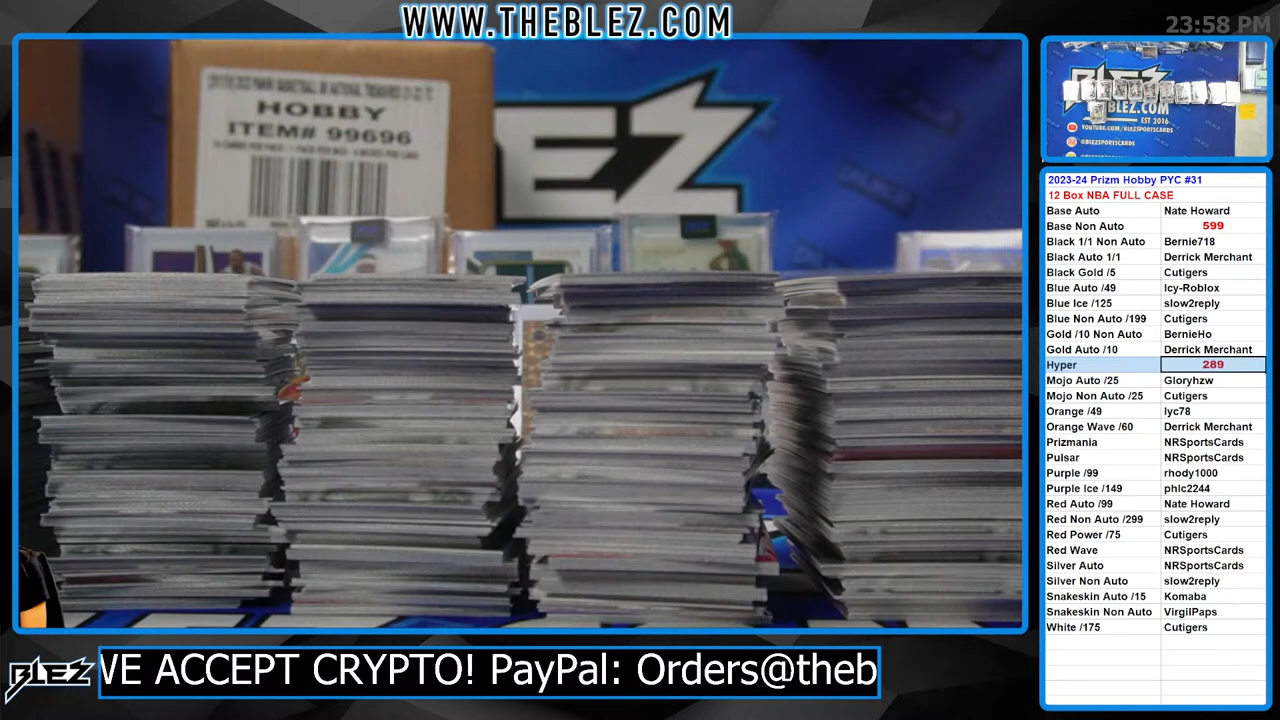 WWW.THEBLEZ.COM
23:58 PM
HOBBY
ITEM# 99696
EZ
BLEZ
BLEZ.COM
EST 2016
YOUTUBE.COM/BLEZSPORTSCARDS
@BLEZSPORTSCARDS
2023-24 Prizm Hobby PYC #31
12 Box NBA FULL CASE
Base Auto Nate Howard
Base Non Auto 599
Black 1/1 Non Auto Bernie718
Black Auto 1/1 Derrick Merchant
Black Gold /5 Cutigers
Blue Auto /49 Icy-Roblox
Blue Ice /125 slow2reply
Blue Non Auto /199 Cutigers
Gold /10 Non Auto BernieHo
Gold Auto /10 Derrick Merchant
Hyper 289
Mojo Auto /25 Gloryhzw
Mojo Non Auto /25 Cutigers
Orange /49 lyc78
Orange Wave /60 Derrick Merchant
Prizmania NRSportsCards
Pulsar NRSportsCards
Purple /99 rhody1000
Purple Ice /149 phlc2244
Red Auto /99 Nate Howard
Red Non Auto /299 slow2reply
Red Power /75 Cutigers
Red Wave NRSportsCards
Silver Auto NRSportsCards
Silver Non Auto slow2reply
Snakeskin Auto /15 Komaba
Snakeskin Non Auto VirgilPaps
White /175 Cutigers
BLEZ
WE ACCEPT CRYPTO! PayPal: Orders@theb